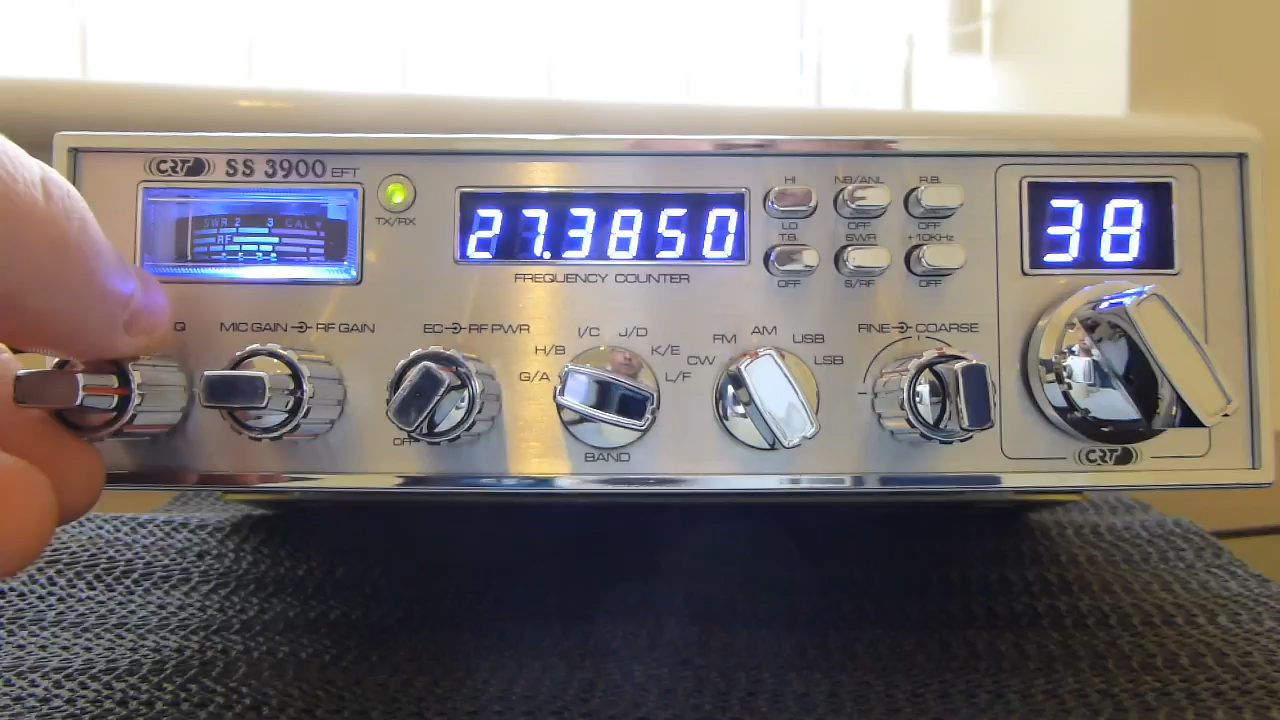 CRT SS 3900 EFT
TX/RX
SWR 2 3 CAL
RF
27.3850
FREQUENCY COUNTER
HI NB/ANL R.B.
LO OFF OFF
T.B. SWR +10KHz
OFF S/RF OFF
38
Q MIC GAIN RF GAIN EC RF PWR
OFF
G/A H/B I/C J/D K/E L/F
BAND
CW FM AM USB LSB
FINE COARSE
CRT